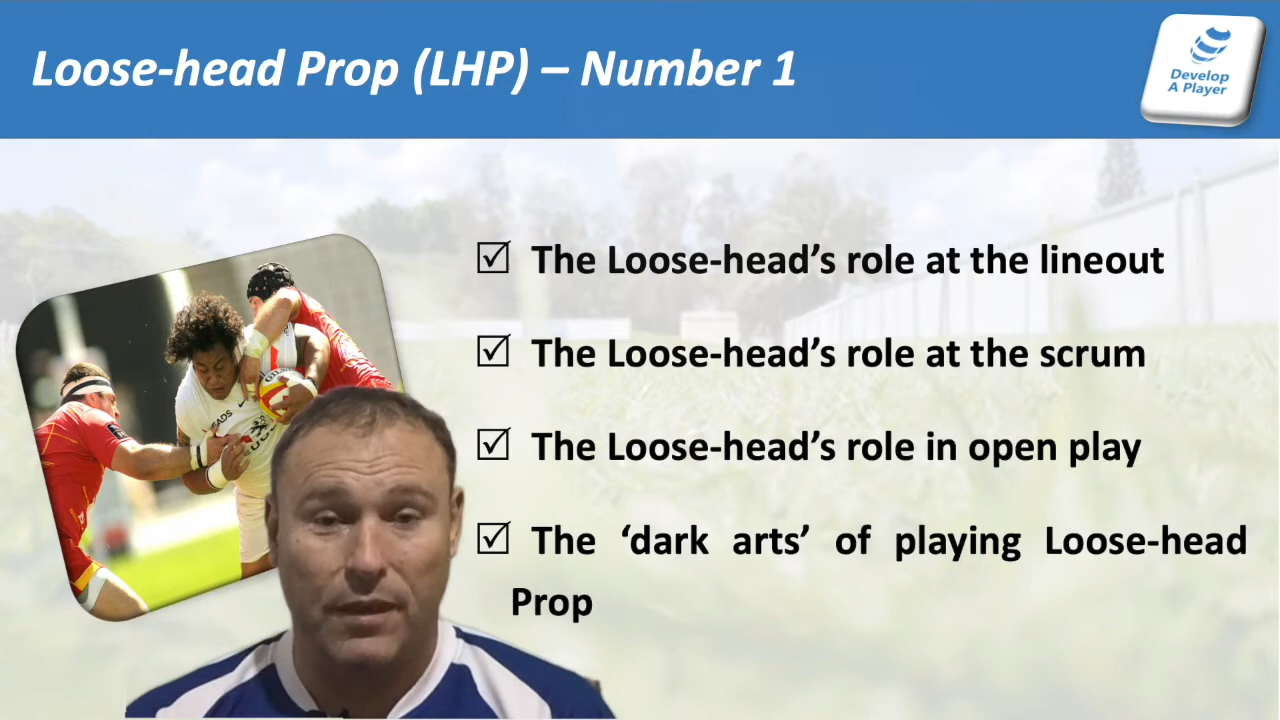 Loose-head Prop (LHP) – Number 1
Develop
A Player
☑ The Loose-head’s role at the lineout
☑ The Loose-head’s role at the scrum
☑ The Loose-head’s role in open play
☑ The ‘dark arts’ of playing Loose-head
Prop